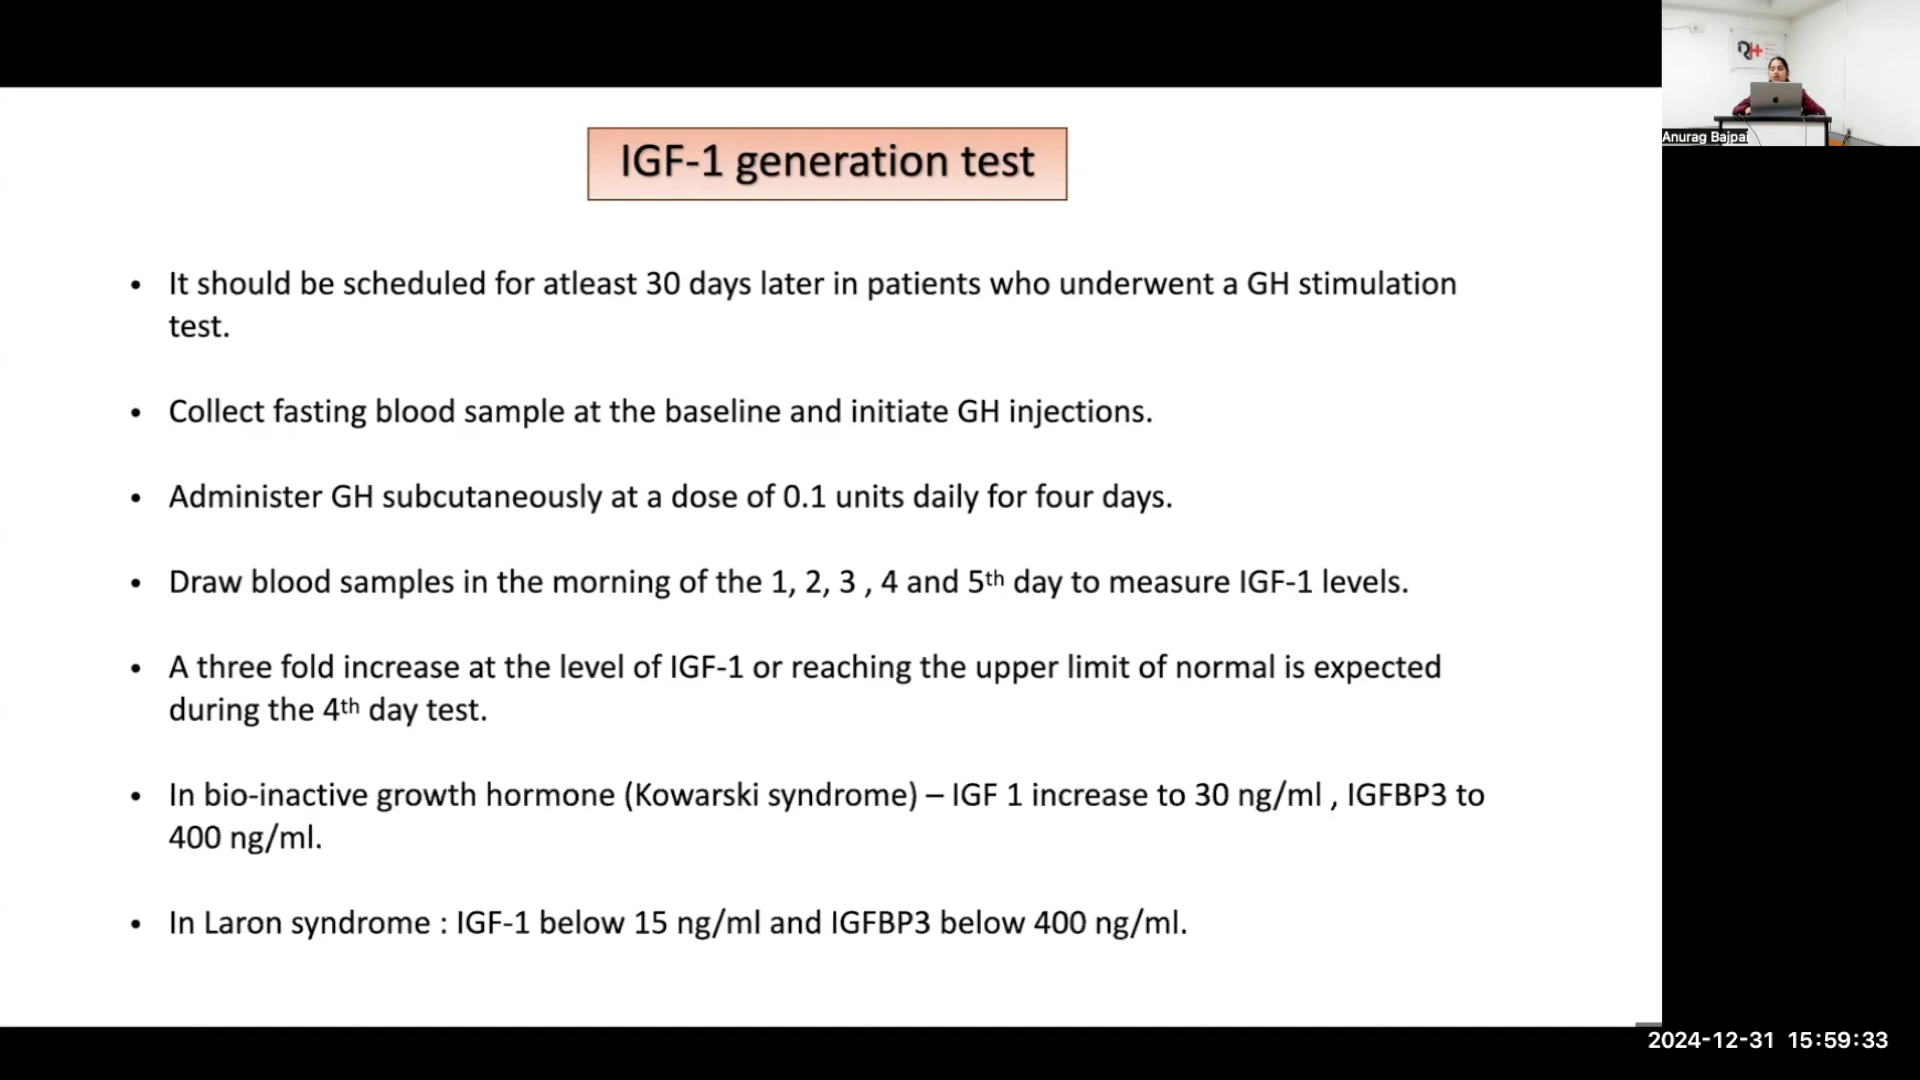 IGF-1 generation test
• It should be scheduled for atleast 30 days later in patients who underwent a GH stimulation
test.
• Collect fasting blood sample at the baseline and initiate GH injections.
• Administer GH subcutaneously at a dose of 0.1 units daily for four days.
• Draw blood samples in the morning of the 1, 2, 3 , 4 and 5th day to measure IGF-1 levels.
• A three fold increase at the level of IGF-1 or reaching the upper limit of normal is expected
during the 4th day test.
• In bio-inactive growth hormone (Kowarski syndrome) – IGF 1 increase to 30 ng/ml , IGFBP3 to
400 ng/ml.
• In Laron syndrome : IGF-1 below 15 ng/ml and IGFBP3 below 400 ng/ml.
Anurag Bajpai
2024-12-31 15:59:33